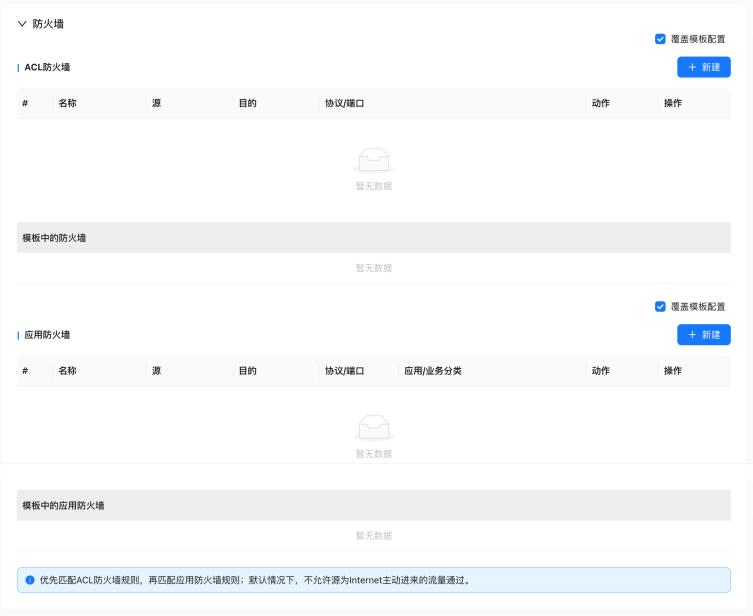 防火墙
覆盖模板配置
ACL防火墙
+ 新建
# 名称 源 目的 协议/端口 动作 操作
暂无数据
模板中的防火墙
暂无数据
覆盖模板配置
应用防火墙
+ 新建
# 名称 源 目的 协议/端口 应用/业务分类 动作 操作
暂无数据
模板中的应用防火墙
暂无数据
优先匹配ACL防火墙规则，再匹配应用防火墙规则；默认情况下，不允许源为Internet主动进来的流量通过。